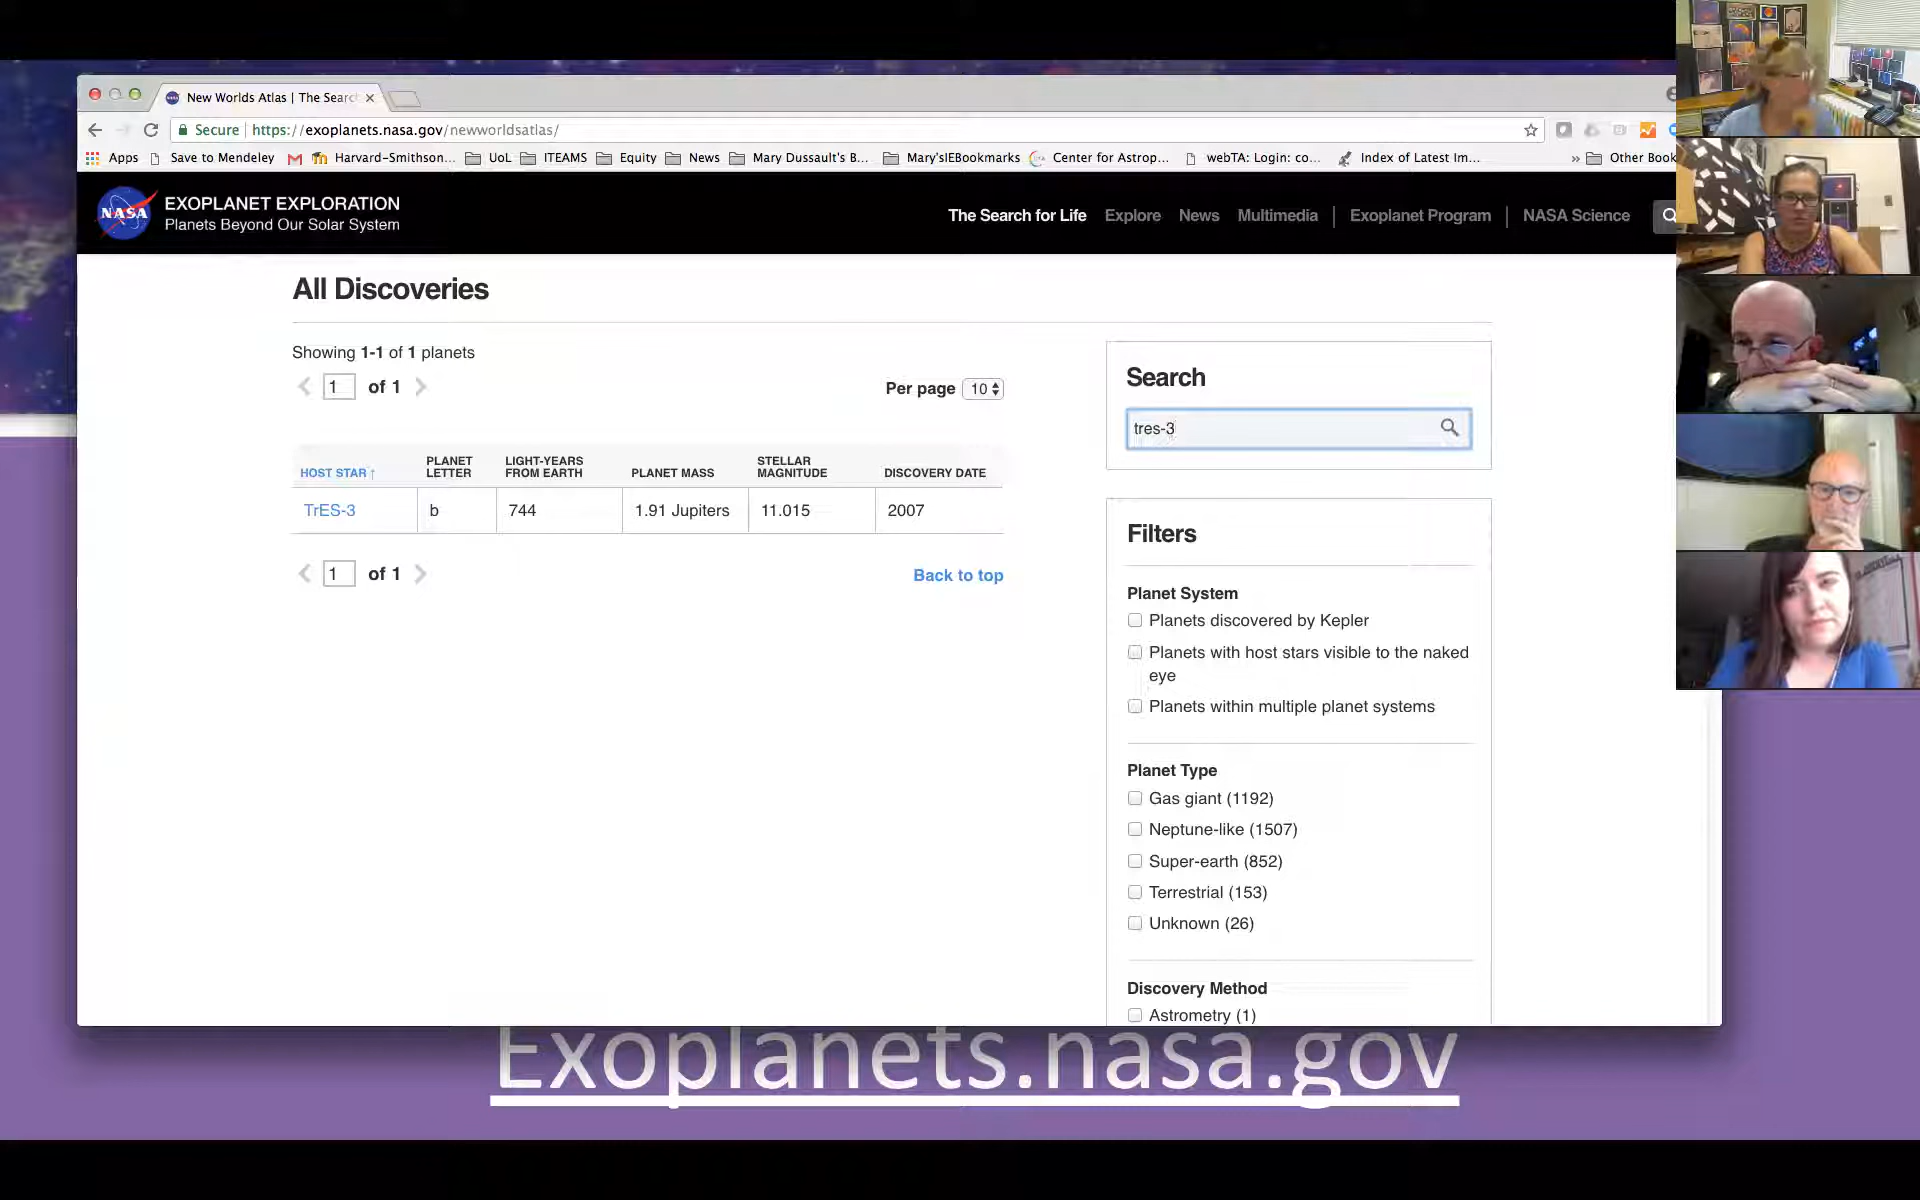 New Worlds Atlas | The Search
Secure https://exoplanets.nasa.gov/newworldsatlas/
Apps Save to Mendeley Harvard-Smithson... UoL ITEAMS Equity News Mary Dussault's B... Mary'sIEBookmarks Center for Astrop... webTA: Login: co... Index of Latest Im... » Other Book
NASA
EXOPLANET EXPLORATION
Planets Beyond Our Solar System
The Search for Life Explore News Multimedia | Exoplanet Program | NASA Science
All Discoveries
Showing 1-1 of 1 planets
1 of 1
Per page 10
HOST STAR ↑ PLANET LETTER LIGHT-YEARS FROM EARTH PLANET MASS STELLAR MAGNITUDE DISCOVERY DATE
TrES-3 b 744 1.91 Jupiters 11.015 2007
1 of 1
Back to top
Search
tres-3
Filters
Planet System
Planets discovered by Kepler
Planets with host stars visible to the naked
eye
Planets within multiple planet systems
Planet Type
Gas giant (1192)
Neptune-like (1507)
Super-earth (852)
Terrestrial (153)
Unknown (26)
Discovery Method
Astrometry (1)
Exoplanets.nasa.gov